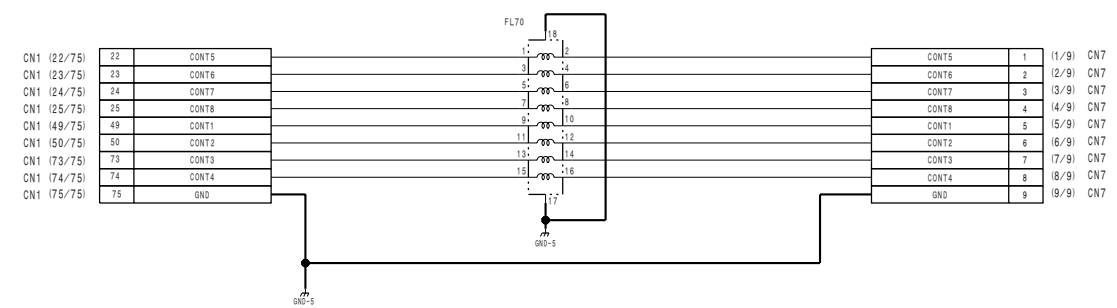 FL70
18
CN1 (22/75) 22 CONT5 1 2 CONT5 1 (1/9) CN7
CN1 (23/75) 23 CONT6 3 4 CONT6 2 (2/9) CN7
CN1 (24/75) 24 CONT7 5 6 CONT7 3 (3/9) CN7
CN1 (25/75) 25 CONT8 7 8 CONT8 4 (4/9) CN7
CN1 (49/75) 49 CONT1 9 10 CONT1 5 (5/9) CN7
CN1 (50/75) 50 CONT2 11 12 CONT2 6 (6/9) CN7
CN1 (73/75) 73 CONT3 13 14 CONT3 7 (7/9) CN7
CN1 (74/75) 74 CONT4 15 16 CONT4 8 (8/9) CN7
CN1 (75/75) 75 GND GND 9 (9/9) CN7
17
GND-5
GND-5